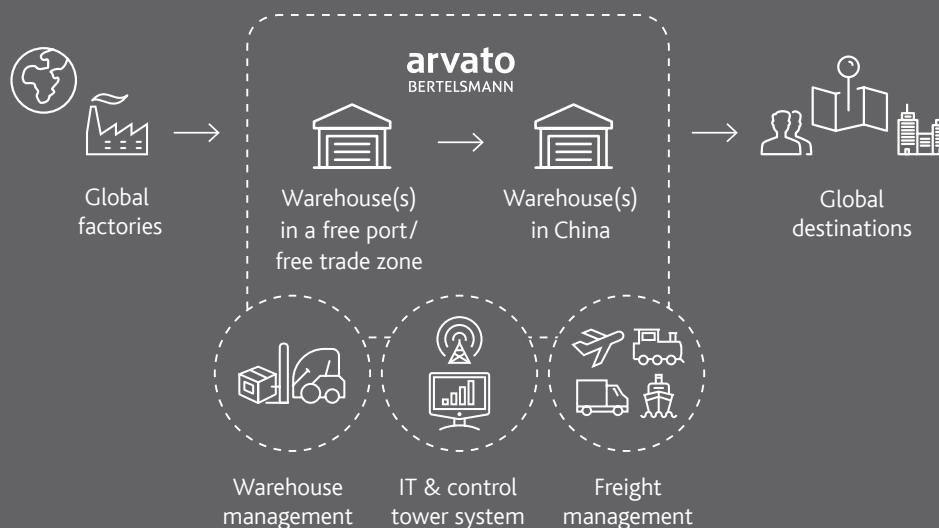 arvato
BERTELSMANN
Global
factories
Warehouse(s)
in a free port/
free trade zone
Warehouse(s)
in China
Global
destinations
Warehouse
management
IT & control
tower system
Freight
management